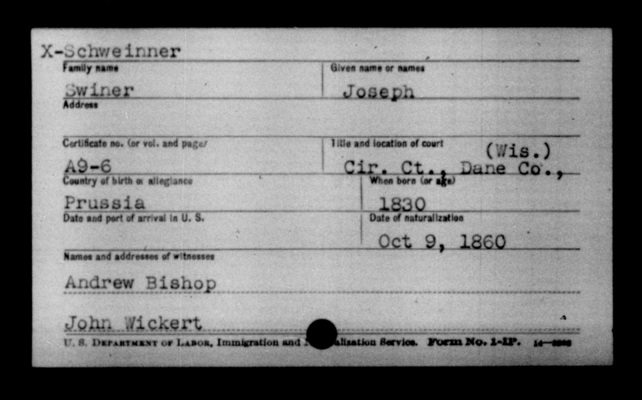 X-Schweinner
Family name Given name or names
Swiner Joseph
Address
Certificate no. (or vol. and page) Title and location of court
(Wis.)
A9-6 Cir. Ct., Dane Co.,
Country of birth or allegiance When born (or age)
Prussia 1830
Date and port of arrival in U. S. Date of naturalization
Oct 9, 1860
Names and addresses of witnesses
Andrew Bishop
John Wickert
U. S. DEPARTMENT OF LABOR, Immigration and alization Service. Form No. 1-IP.